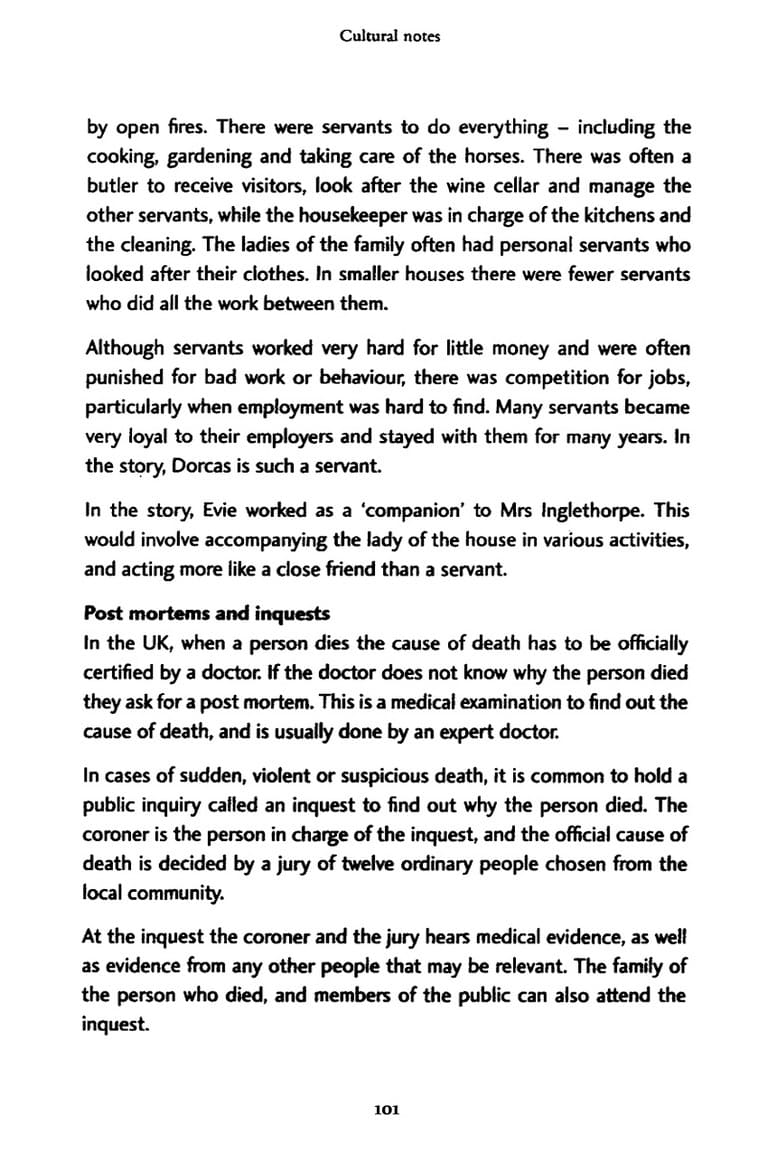 Cultural notes
by open fires. There were servants to do everything – including the
cooking, gardening and taking care of the horses. There was often a
butler to receive visitors, look after the wine cellar and manage the
other servants, while the housekeeper was in charge of the kitchens and
the cleaning. The ladies of the family often had personal servants who
looked after their clothes. In smaller houses there were fewer servants
who did all the work between them.
Although servants worked very hard for little money and were often
punished for bad work or behaviour, there was competition for jobs,
particularly when employment was hard to find. Many servants became
very loyal to their employers and stayed with them for many years. In
the story, Dorcas is such a servant.
In the story, Evie worked as a ‘companion’ to Mrs Inglethorpe. This
would involve accompanying the lady of the house in various activities,
and acting more like a close friend than a servant.
Post mortems and inquests
In the UK, when a person dies the cause of death has to be officially
certified by a doctor. If the doctor does not know why the person died
they ask for a post mortem. This is a medical examination to find out the
cause of death, and is usually done by an expert doctor.
In cases of sudden, violent or suspicious death, it is common to hold a
public inquiry called an inquest to find out why the person died. The
coroner is the person in charge of the inquest, and the official cause of
death is decided by a jury of twelve ordinary people chosen from the
local community.
At the inquest the coroner and the jury hears medical evidence, as well
as evidence from any other people that may be relevant. The family of
the person who died, and members of the public can also attend the
inquest.
101